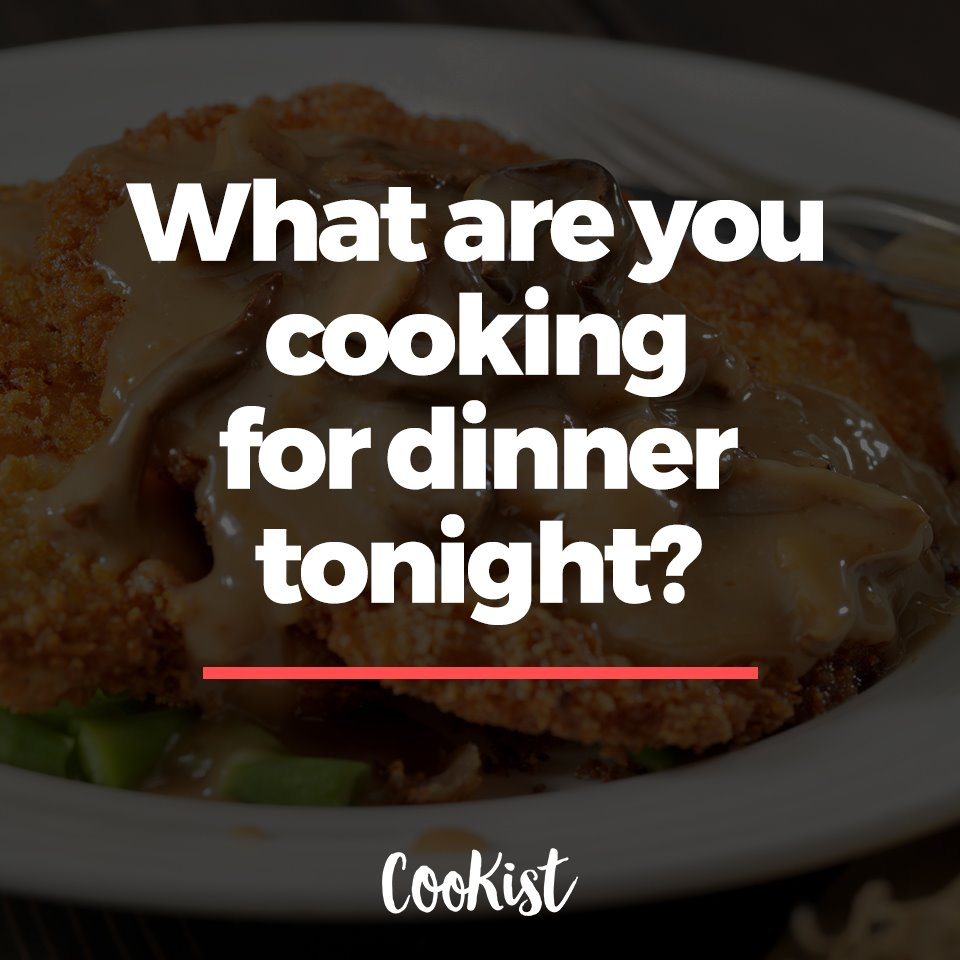 What are you
cooking
for dinner
tonight?
CooKist